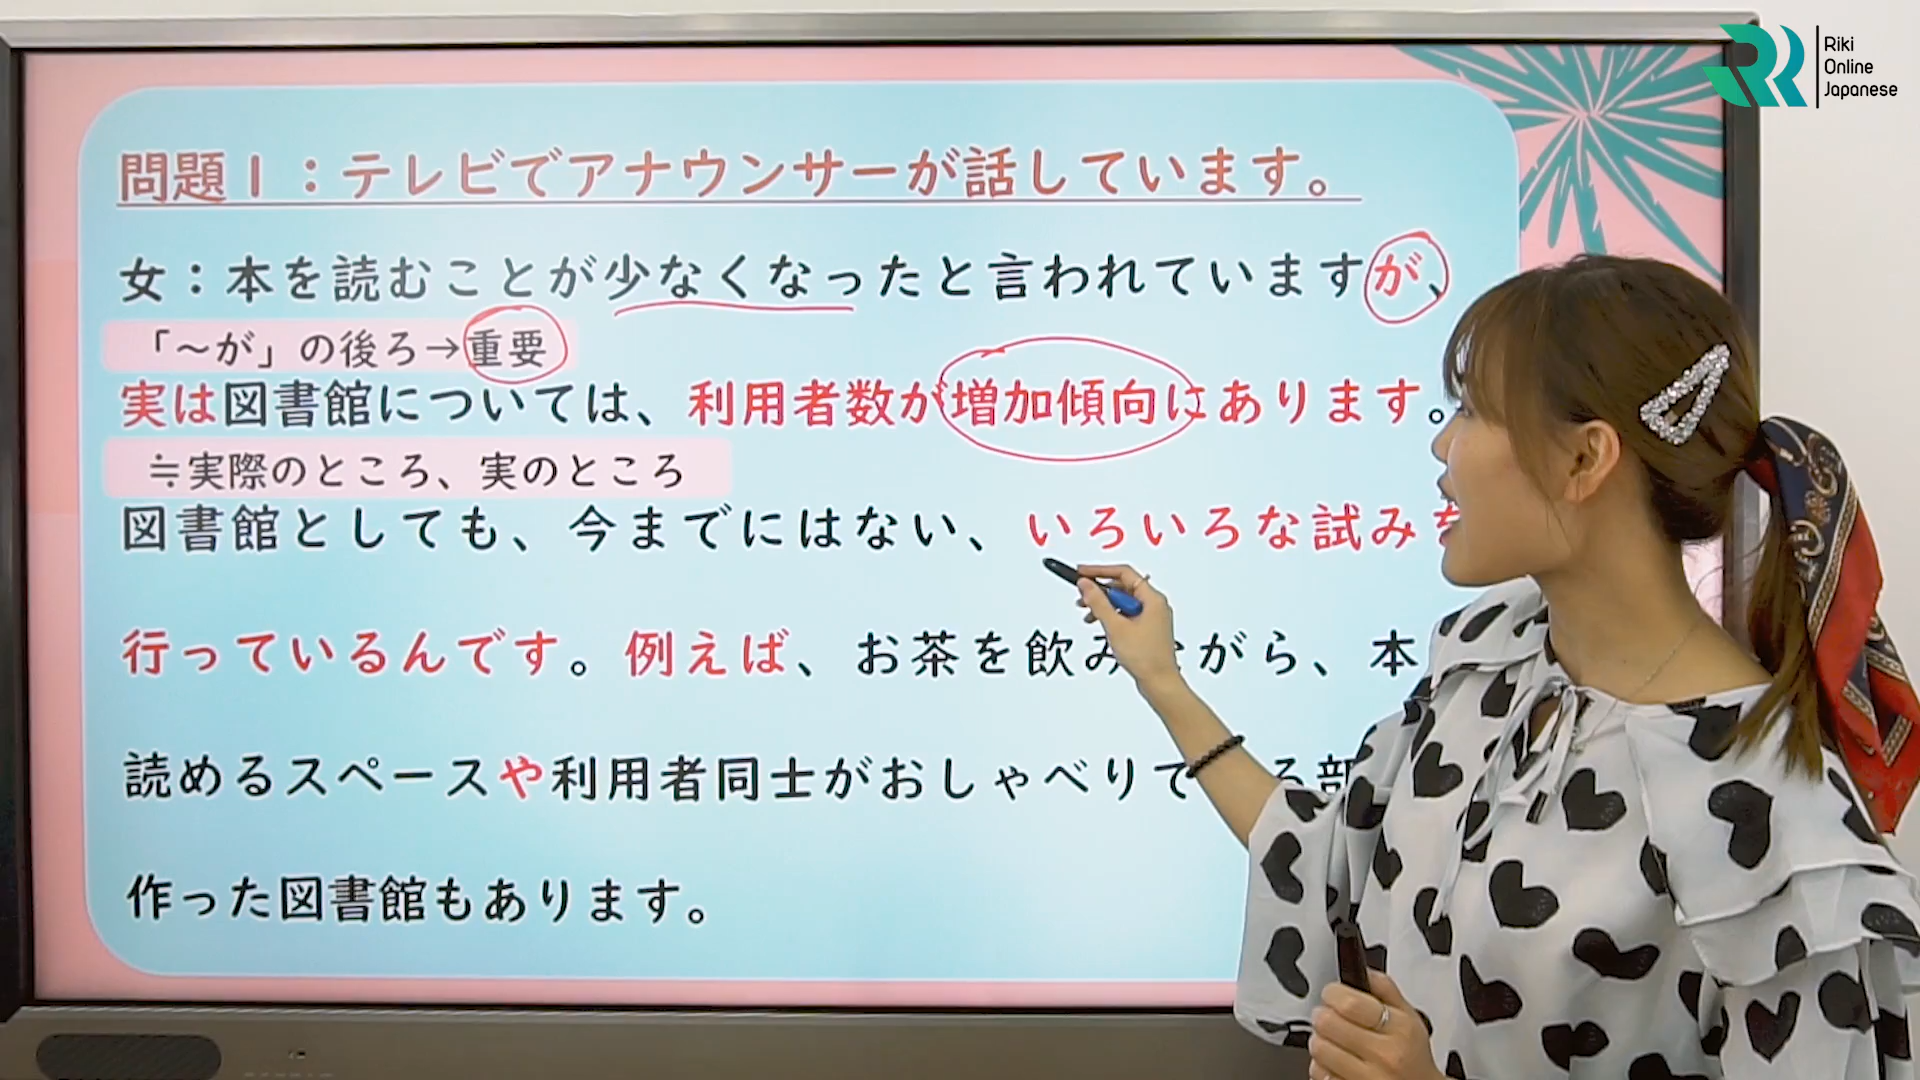 Riki
Online
Japanese
問題1：テレビでアナウンサーが話しています。
女：本を読むことが少なくなったと言われていますが、
「～が」の後ろ→重要
実は図書館については、利用者数が増加傾向にあります。
≒実際のところ、実のところ
図書館としても、今までにはない、いろいろな試み
行っているんです。例えば、お茶を飲みながら、本
読めるスペースや利用者同士がおしゃべりで
作った図書館もあります。